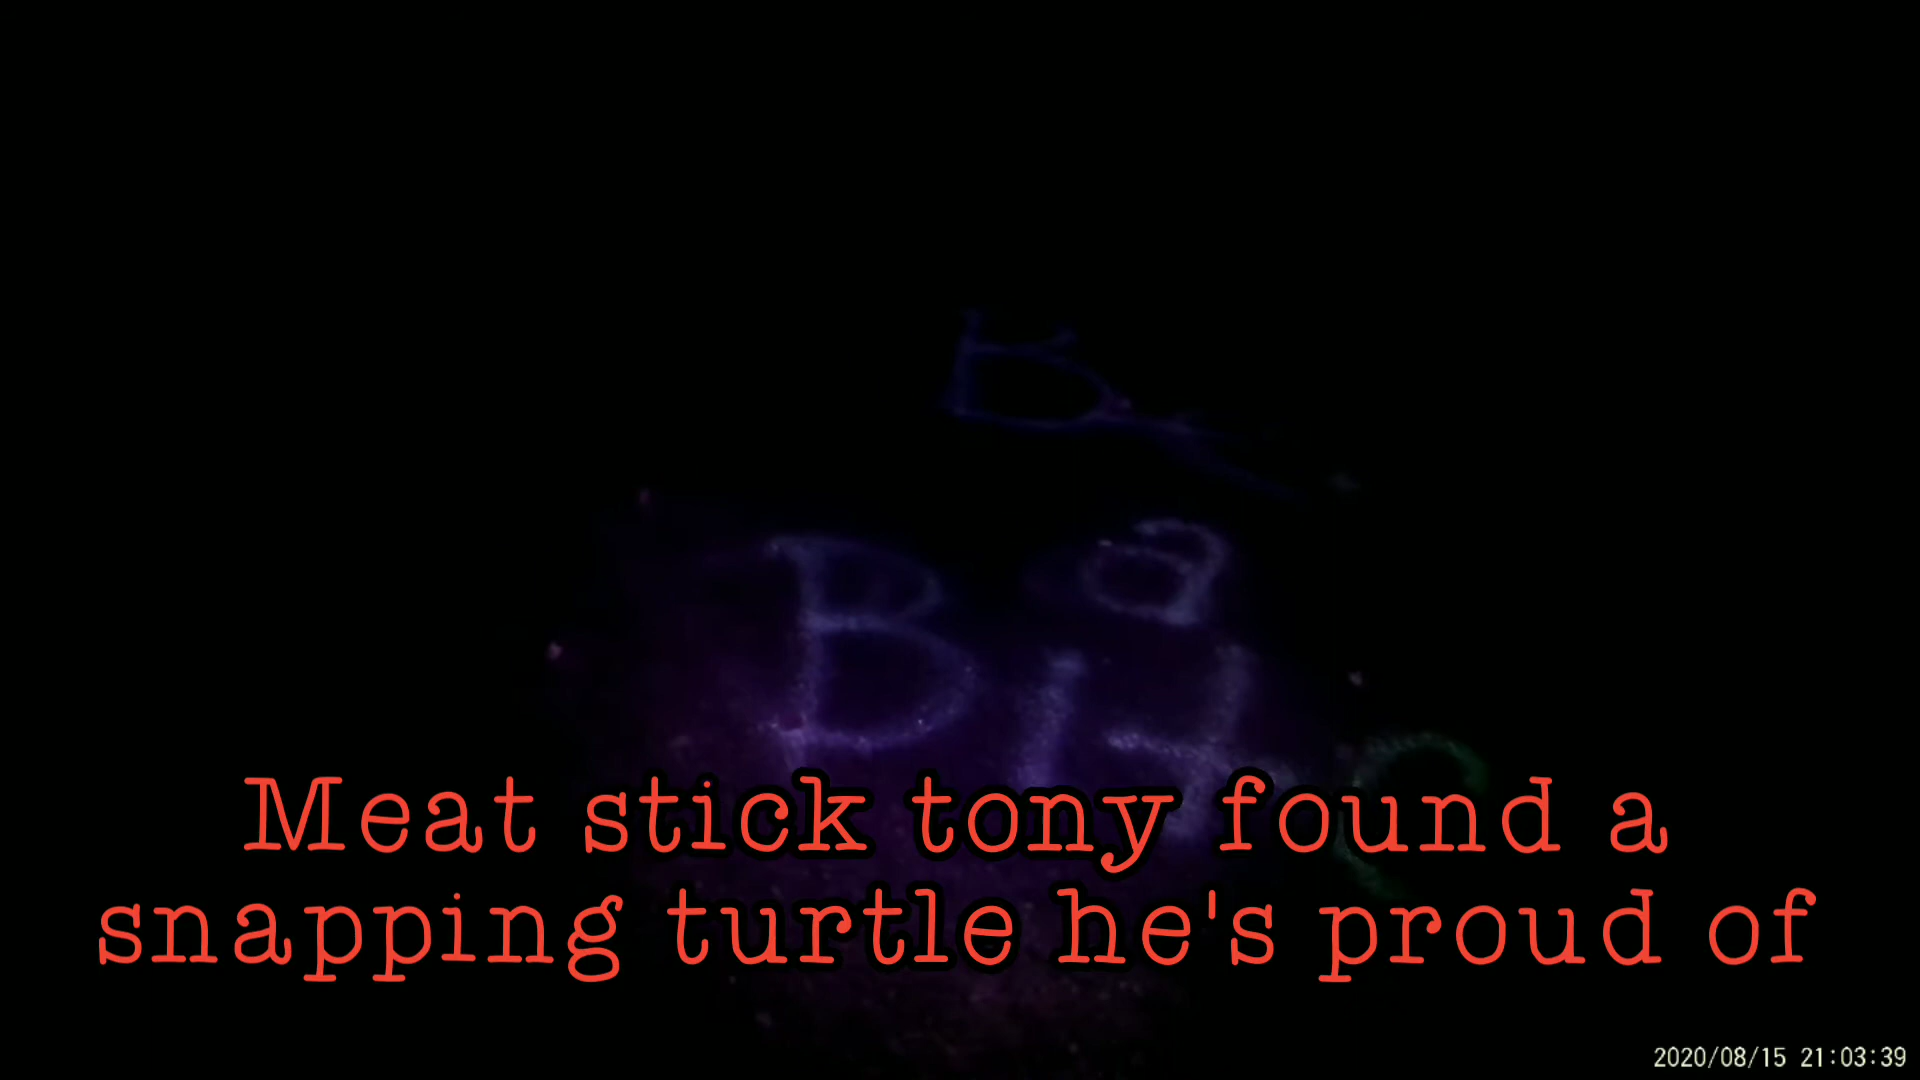 B a
Meat stick tony found a
snapping turtle he's proud of
2020/08/15 21:03:39